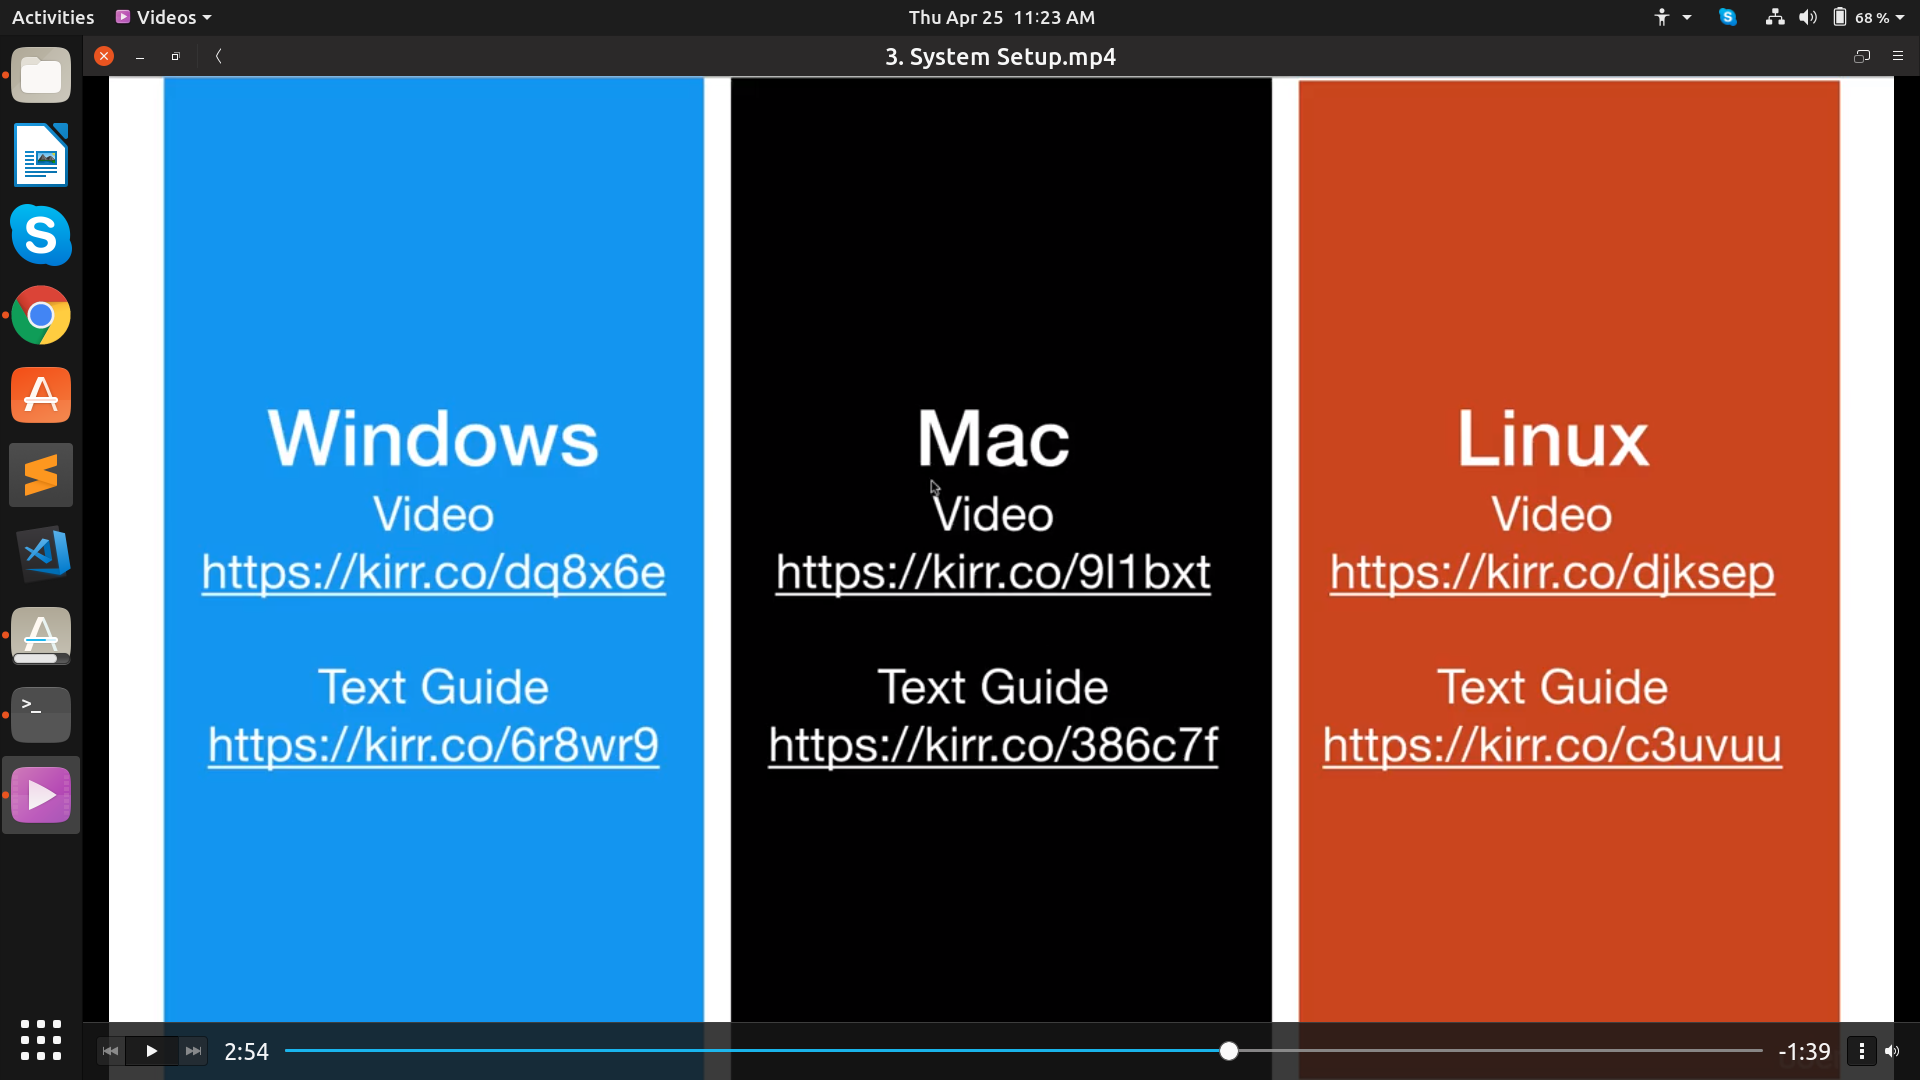 Activities
Videos
Thu Apr 25 11:23 AM
68 %
3. System Setup.mp4
Windows
Video
https://kirr.co/dq8x6e
Text Guide
https://kirr.co/6r8wr9
Mac
Video
https://kirr.co/9l1bxt
Text Guide
https://kirr.co/386c7f
Linux
Video
https://kirr.co/djksep
Text Guide
https://kirr.co/c3uvuu
2:54
-1:39